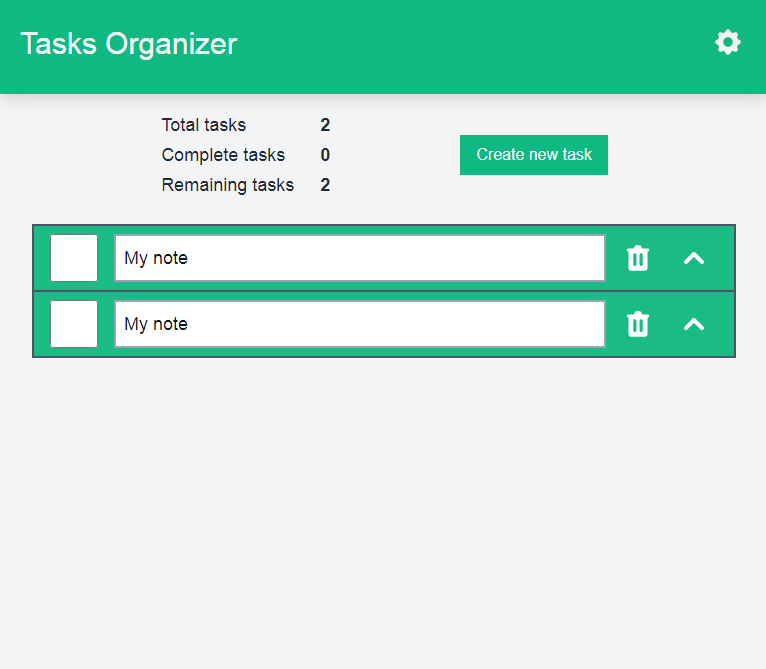 Tasks Organizer
Total tasks 2
Complete tasks 0
Remaining tasks 2
Create new task
My note
My note